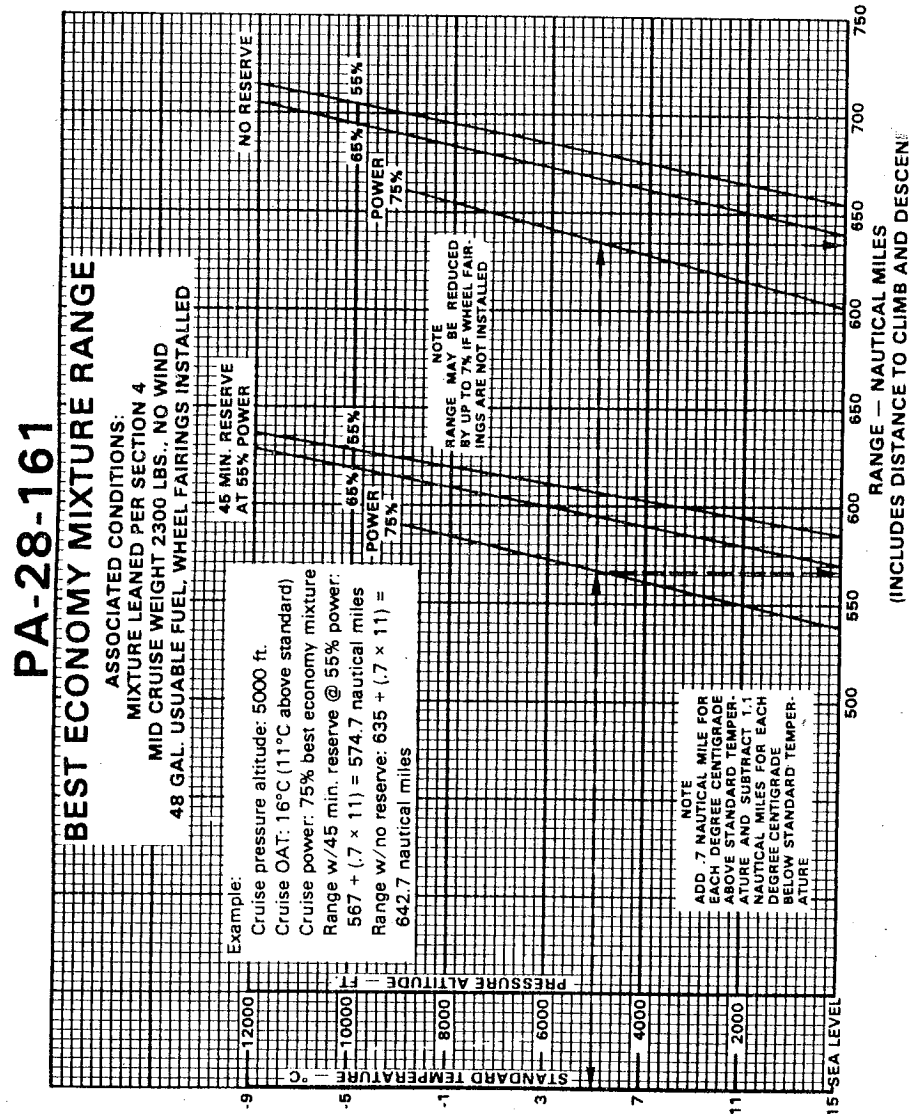 PA-28-161
BEST ECONOMY MIXTURE RANGE
ASSOCIATED CONDITIONS:
MIXTURE LEANED PER SECTION 4
MID CRUISE WEIGHT 2300 LBS., NO WIND
48 GAL. USUABLE FUEL, WHEEL FAIRINGS INSTALLED
Example:
Cruise pressure altitude: 5000 ft.
Cruise OAT: 16°C (11°C above standard)
Cruise power: 75% best economy mixture
Range w/45 min. reserve @ 55% power:
567 + (.7 × 11) = 574.7 nautical miles
Range w/no reserve: 635 + (.7 × 11) =
642.7 nautical miles
45 MIN. RESERVE
AT 55% POWER
NO RESERVE
55%
65%
POWER
75%
55%
65%
POWER
75%
NOTE
RANGE MAY BE REDUCED
BY UP TO 7% IF WHEEL FAIR-
INGS ARE NOT INSTALLED
NOTE
ADD .7 NAUTICAL MILE FOR
EACH DEGREE CENTIGRADE
ABOVE STANDARD TEMPER-
ATURE AND SUBTRACT 1.1
NAUTICAL MILES FOR EACH
DEGREE CENTIGRADE
BELOW STANDARD TEMPER-
ATURE
STANDARD TEMPERATURE — °C
PRESSURE ALTITUDE — FT.
-9 12000
-5 10000
-1 8000
3 6000
7 4000
11 2000
15 SEA LEVEL
500 550 600 650 600 650 700 750
RANGE — NAUTICAL MILES
(INCLUDES DISTANCE TO CLIMB AND DESCEN